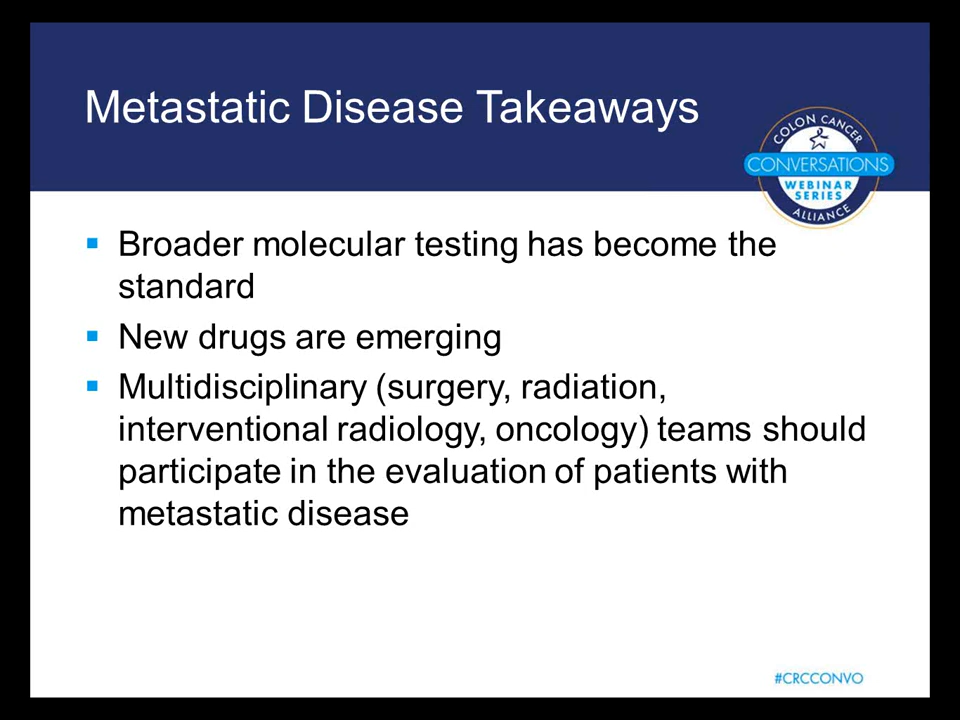 Metastatic Disease Takeaways
COLON CANCER
CONVERSATIONS
WEBINAR
SERIES
ALLIANCE
Broader molecular testing has become the
standard
New drugs are emerging
Multidisciplinary (surgery, radiation,
interventional radiology, oncology) teams should
participate in the evaluation of patients with
metastatic disease
#CRCCONVO